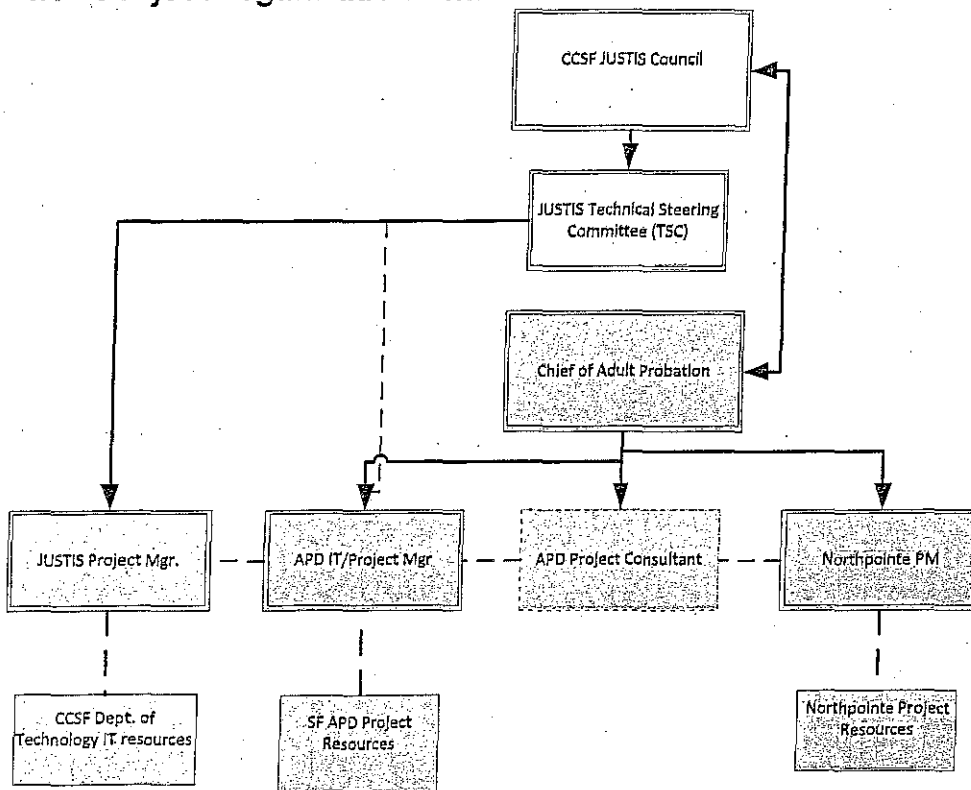 CCSF JUSTIS Council
JUSTIS Technical Steering
Committee (TSC)
Chief of Adult Probation
JUSTIS Project Mgr.
APD IT/Project Mgr
APD Project Consultant
Northpointe PM
CCSF Dept. of
Technology IT resources
SF APD Project
Resources
Northpointe Project
Resources